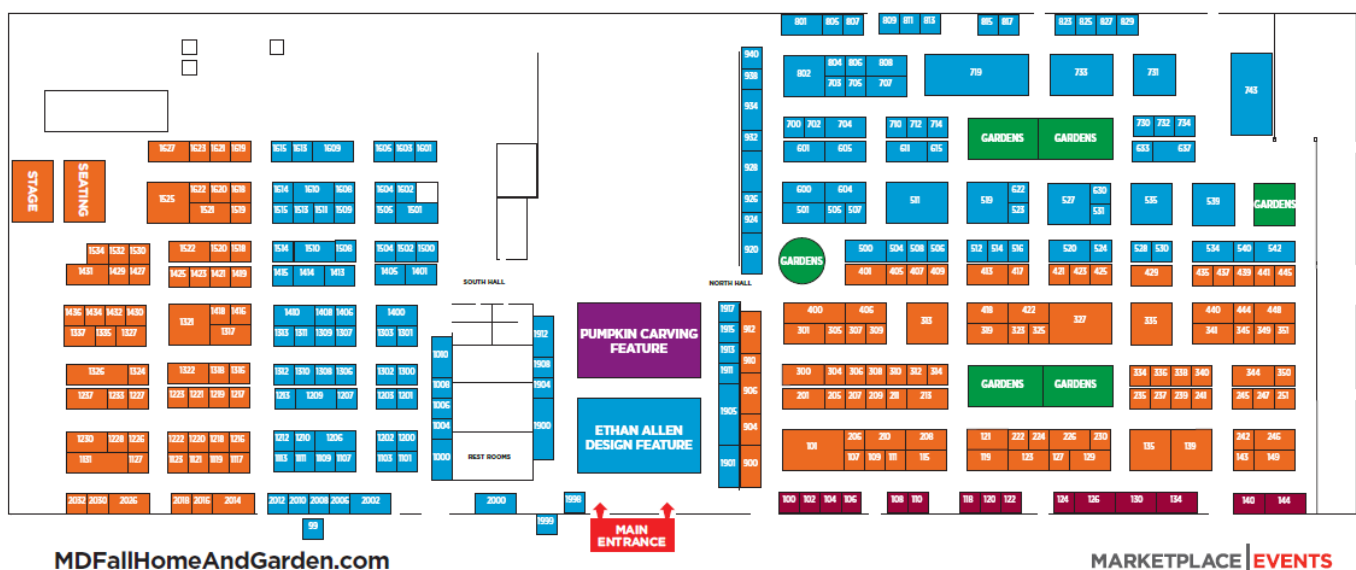 801 805 807 809 811 813 815 817 823 825 827 829
940
938
934
932
928
926
924
920
802 804 806 808
703 705 707
719 733 731 743
700 702 704 710 712 714 GARDENS GARDENS 730 732 734
601 605 611 615 633 637
600 604 511 519 622 527 630 535 539 GARDENS
501 505 507 523 531
GARDENS 500 504 508 506 512 514 516 520 524 528 530 534 540 542
401 405 407 409 413 417 421 423 425 429 435 437 439 441 445
1627 1623 1621 1619 1615 1613 1609 1605 1603 1601
STAGE SEATING
1525 1622 1620 1618 1614 1610 1608 1604 1602
1521 1519 1515 1513 1511 1509 1505 1501
1534 1532 1530 1522 1520 1518 1514 1510 1508 1504 1502 1500
1431 1429 1427 1425 1423 1421 1419 1415 1414 1413 1405 1401
SOUTH HALL NORTH HALL
1436 1434 1432 1430 1321 1418 1416 1410 1408 1406 1400
1337 1335 1327 1317 1313 1311 1309 1307 1303 1301
1326 1324 1322 1318 1316 1312 1310 1308 1306 1302 1300
1237 1233 1227 1223 1221 1219 1217 1213 1209 1207 1203 1201
1230 1228 1226 1222 1220 1218 1216 1212 1210 1206 1202 1200
1131 1127 1123 1121 1119 1117 1113 1111 1109 1107 1103 1101
1010
1008
1006
1004
1000
REST ROOMS
1912
1908
1904
1900
PUMPKIN CARVING
FEATURE
ETHAN ALLEN
DESIGN FEATURE
1917
1915
1913
1911
1905
1901
912
910
906
904
900
400 406 313 418 422 327 335 440 444 448
301 305 307 309 319 323 325 341 345 349 351
300 304 306 308 310 312 314 GARDENS GARDENS 334 336 338 340 344 350
201 205 207 209 211 213 235 237 239 241 245 247 251
101 206 210 208 121 222 224 226 230 135 139 242 246
107 109 111 115 119 123 127 129 143 149
2032 2030 2026 2018 2016 2014 2012 2010 2008 2006 2002 2000 1998
100 102 104 106 108 110 118 120 122 124 126 130 134 140 144
99 1999 MAIN
ENTRANCE
MDFallHomeAndGarden.com MARKETPLACE EVENTS